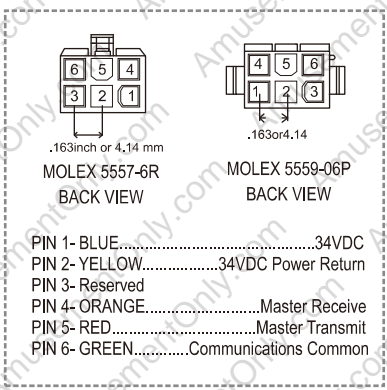 6 5 4
3 2 1
4 5 6
1 2 3
.163inch or 4.14 mm
.163or4.14
MOLEX 5557-6R
BACK VIEW
MOLEX 5559-06P
BACK VIEW
PIN 1- BLUE..................................34VDC
PIN 2- YELLOW..............34VDC Power Return
PIN 3- Reserved
PIN 4- ORANGE....................Master Receive
PIN 5- RED.........................Master Transmit
PIN 6- GREEN...........Communications Common
AmusementOnly.com